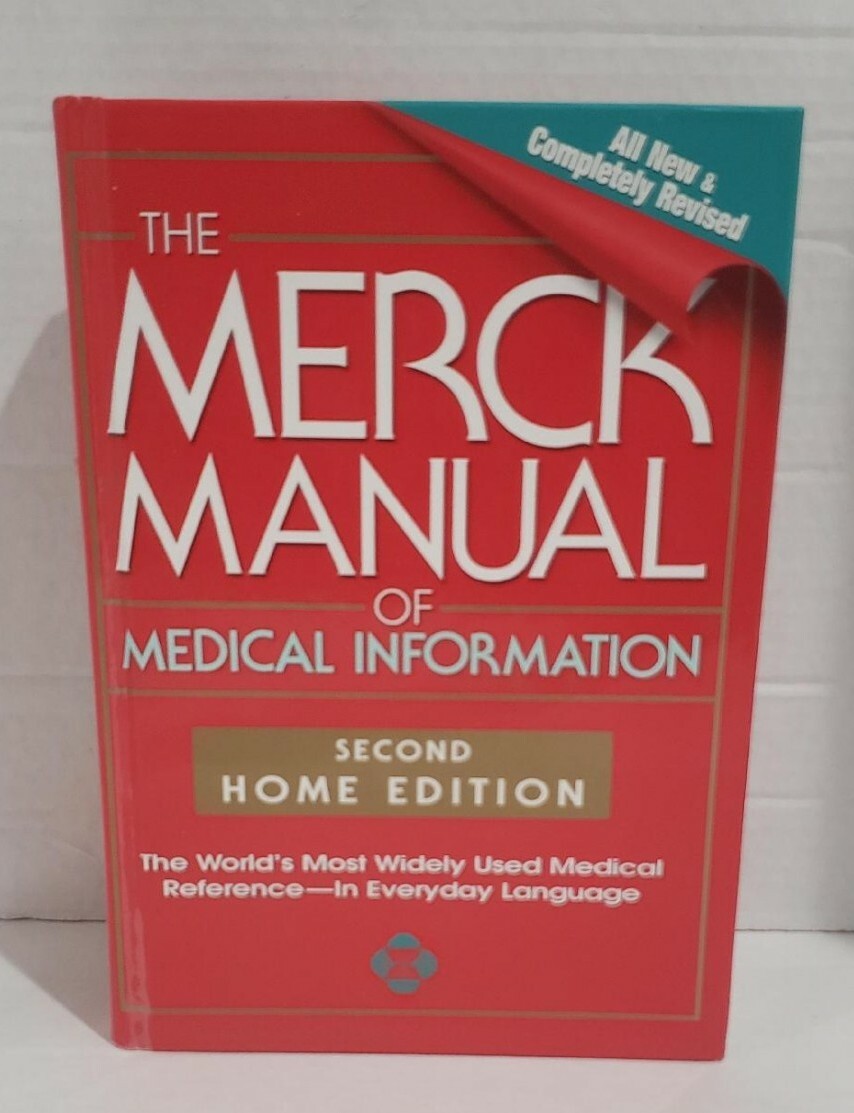 All New &
Completely Revised
THE
MERCK
MANUAL
OF
MEDICAL INFORMATION
SECOND
HOME EDITION
The World's Most Widely Used Medical
Reference—In Everyday Language